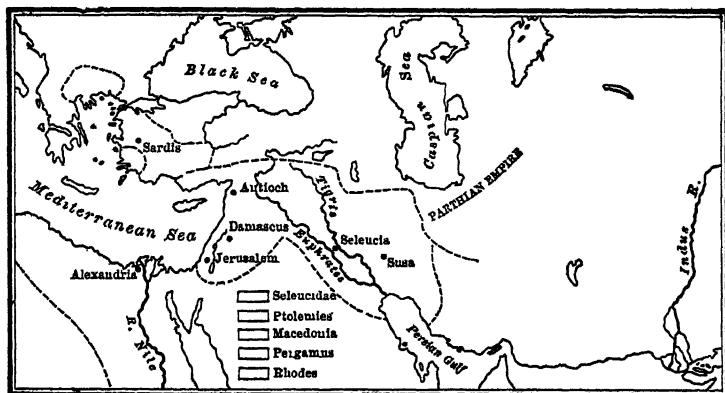 Black Sea
Caspian Sea
Sardis
PARTHIAN EMPIRE
Mediterranean Sea
Antioch
Tigris
Indus R.
Damascus
Seleucia
Euphrates
Susa
Jerusalem
Alexandria
R. Nile
Persian Gulf
Seleucidae
Ptolemies
Macedonia
Pergamus
Rhodes